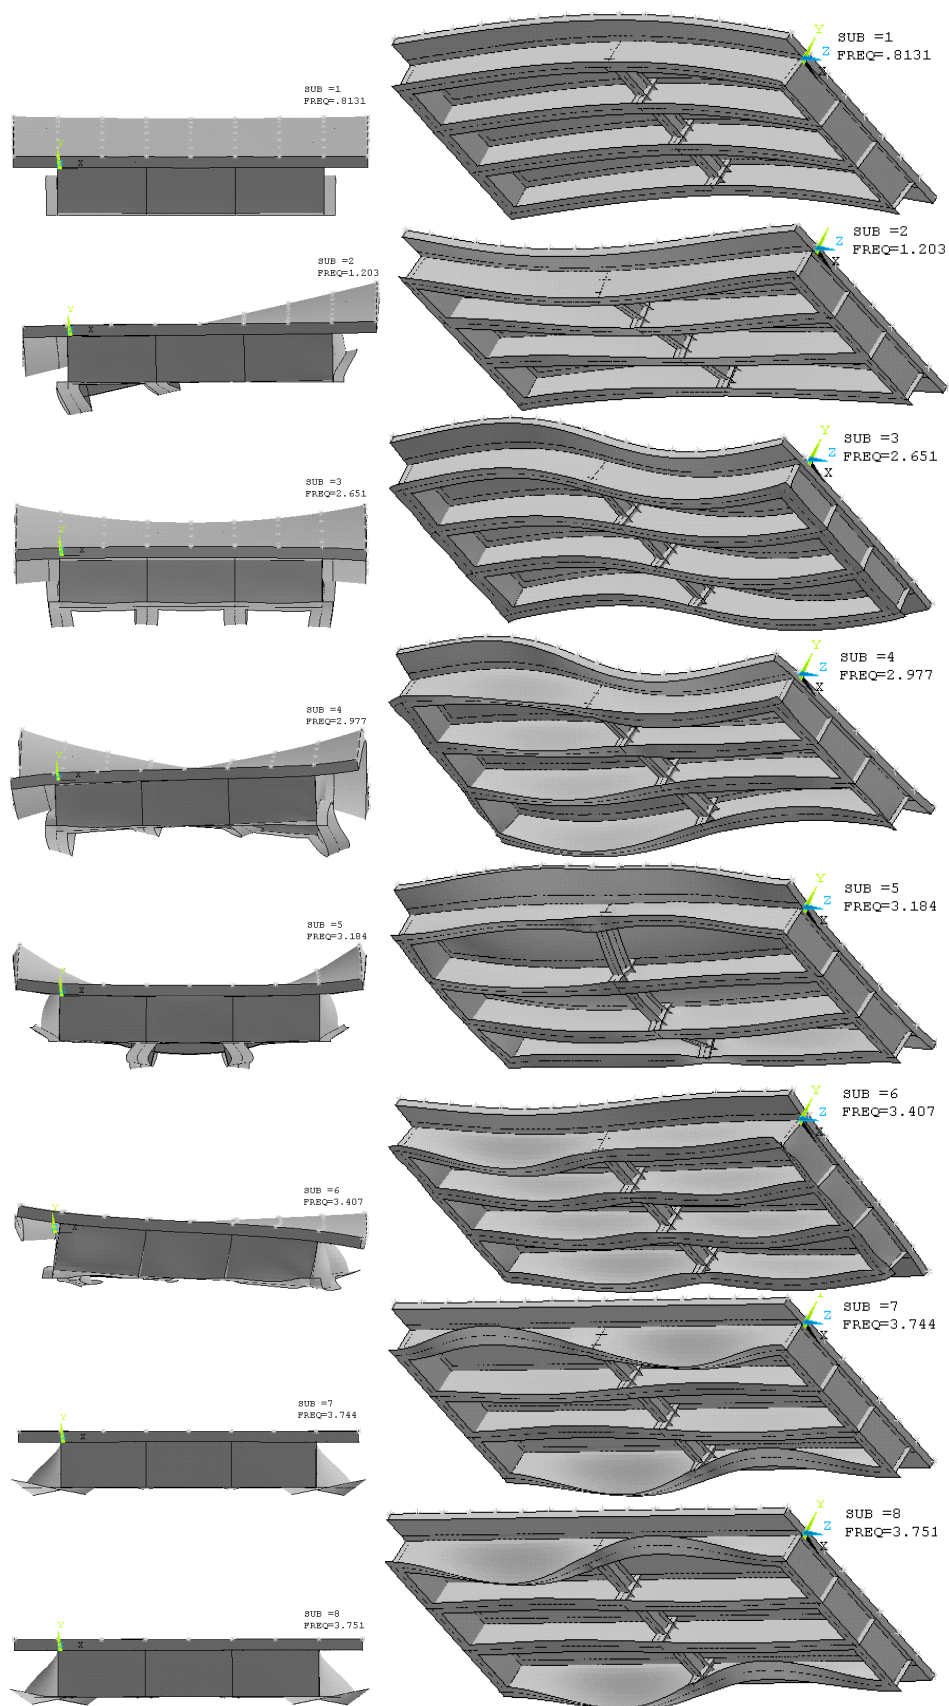 SUB =1
FREQ=.8131
Y
X
Y
Z
X
SUB =1
FREQ=.8131
SUB =2
FREQ=1.203
Y
X
Y
Z
X
SUB =2
FREQ=1.203
SUB =3
FREQ=2.651
Y
X
Y
Z
X
SUB =3
FREQ=2.651
SUB =4
FREQ=2.977
Y
X
Y
Z
X
SUB =4
FREQ=2.977
SUB =5
FREQ=3.184
Y
X
Y
Z
X
SUB =5
FREQ=3.184
SUB =6
FREQ=3.407
Y
X
Y
Z
X
SUB =6
FREQ=3.407
SUB =7
FREQ=3.744
Y
X
Y
Z
X
SUB =7
FREQ=3.744
SUB =8
FREQ=3.751
Y
X
Y
Z
X
SUB =8
FREQ=3.751